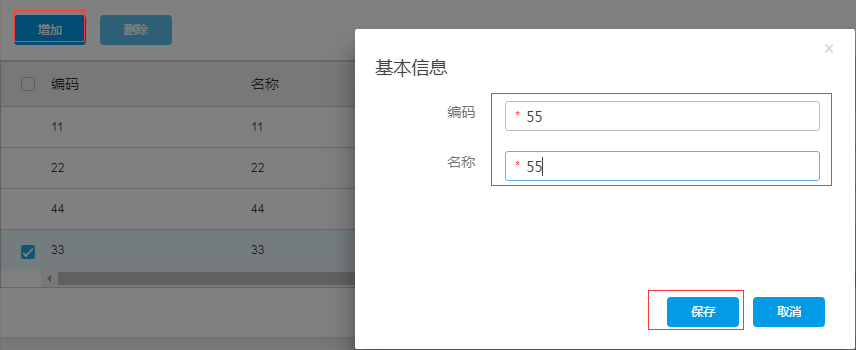 增加 删除
×
基本信息
编码 名称
编码 * 55
11 11
名称 * 55
22 22
44 44
33 33
保存 取消